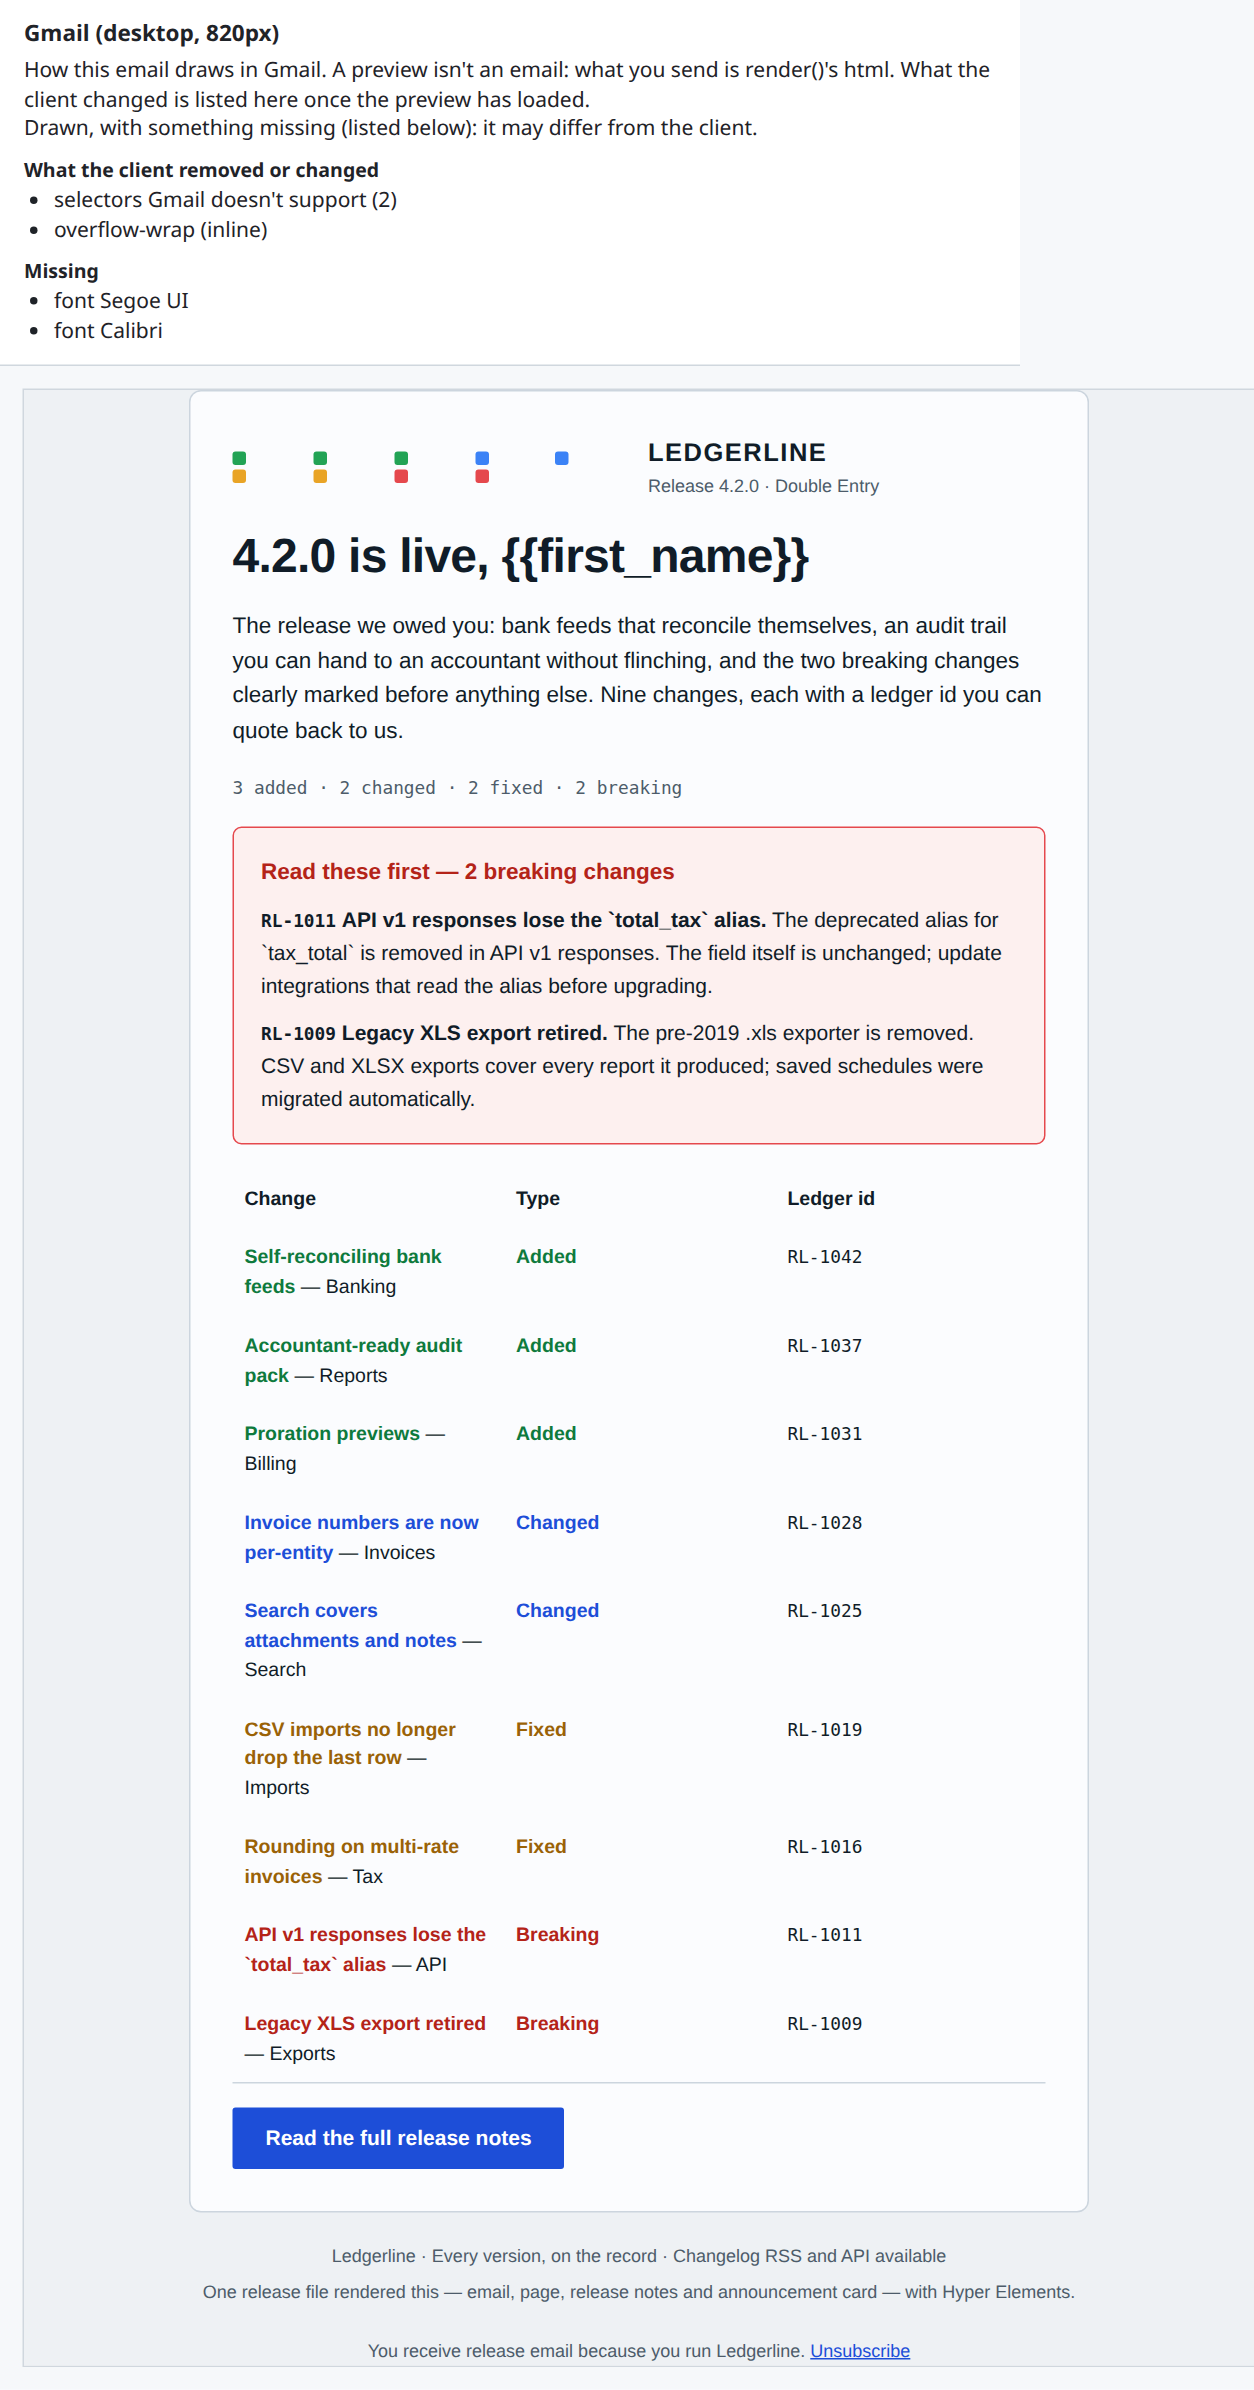 Gmail (desktop, 820px)
How this email draws in Gmail. A preview isn't an email: what you send is render()'s html. What the
client changed is listed here once the preview has loaded.
Drawn, with something missing (listed below): it may differ from the client.
What the client removed or changed
selectors Gmail doesn't support (2)
overflow-wrap (inline)
Missing
font Segoe UI
font Calibri
LEDGERLINE
Release 4.2.0 · Double Entry
4.2.0 is live, {{first_name}}
The release we owed you: bank feeds that reconcile themselves, an audit trail
you can hand to an accountant without flinching, and the two breaking changes
clearly marked before anything else. Nine changes, each with a ledger id you can
quote back to us.
3 added · 2 changed · 2 fixed · 2 breaking
Read these first — 2 breaking changes
RL-1011 API v1 responses lose the `total_tax` alias. The deprecated alias for
`tax_total` is removed in API v1 responses. The field itself is unchanged; update
integrations that read the alias before upgrading.
RL-1009 Legacy XLS export retired. The pre-2019 .xls exporter is removed.
CSV and XLSX exports cover every report it produced; saved schedules were
migrated automatically.
Change Type Ledger id
Self-reconciling bank Added RL-1042
feeds — Banking
Accountant-ready audit Added RL-1037
pack — Reports
Proration previews — Added RL-1031
Billing
Invoice numbers are now Changed RL-1028
per-entity — Invoices
Search covers Changed RL-1025
attachments and notes —
Search
CSV imports no longer Fixed RL-1019
drop the last row —
Imports
Rounding on multi-rate Fixed RL-1016
invoices — Tax
API v1 responses lose the Breaking RL-1011
`total_tax` alias — API
Legacy XLS export retired Breaking RL-1009
— Exports
Read the full release notes
Ledgerline · Every version, on the record · Changelog RSS and API available
One release file rendered this — email, page, release notes and announcement card — with Hyper Elements.
You receive release email because you run Ledgerline. Unsubscribe